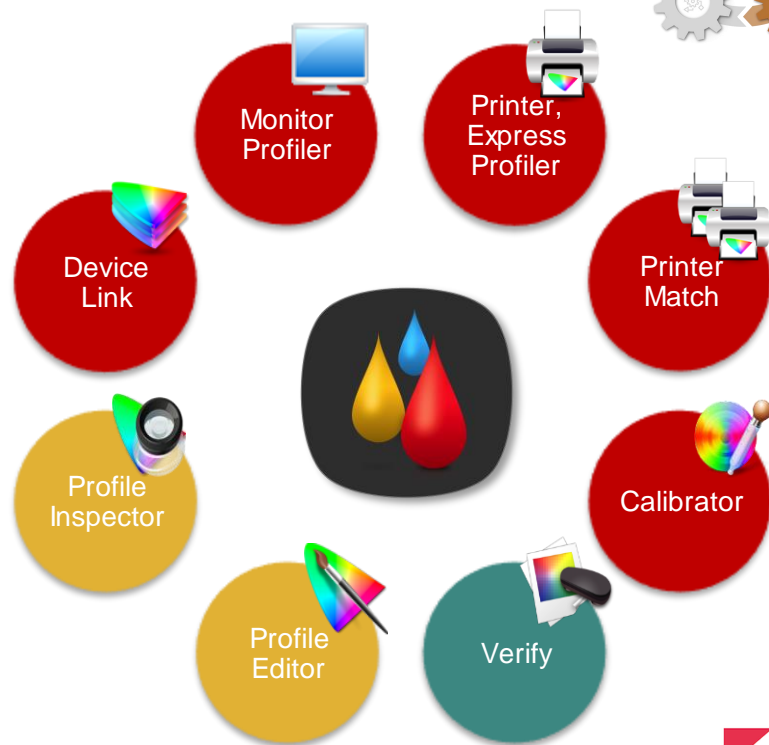 Monitor
Profiler
Printer,
Express
Profiler
Device
Link
Printer
Match
Profile
Inspector
Calibrator
Profile
Editor
Verify